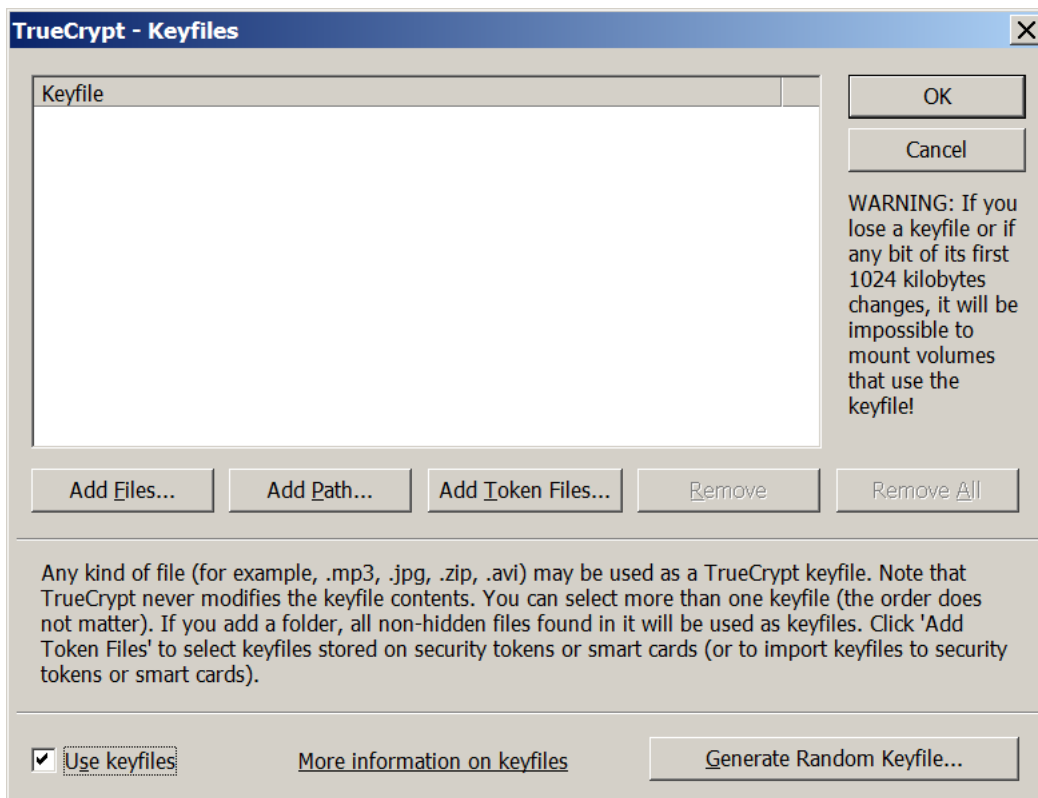 TrueCrypt - Keyfiles
Keyfile
OK
Cancel
WARNING: If you
lose a keyfile or if
any bit of its first
1024 kilobytes
changes, it will be
impossible to
mount volumes
that use the
keyfile!
Add Files...
Add Path...
Add Token Files...
Remove
Remove All
Any kind of file (for example, .mp3, .jpg, .zip, .avi) may be used as a TrueCrypt keyfile. Note that
TrueCrypt never modifies the keyfile contents. You can select more than one keyfile (the order does
not matter). If you add a folder, all non-hidden files found in it will be used as keyfiles. Click 'Add
Token Files' to select keyfiles stored on security tokens or smart cards (or to import keyfiles to security
tokens or smart cards).
Use keyfiles
More information on keyfiles
Generate Random Keyfile...